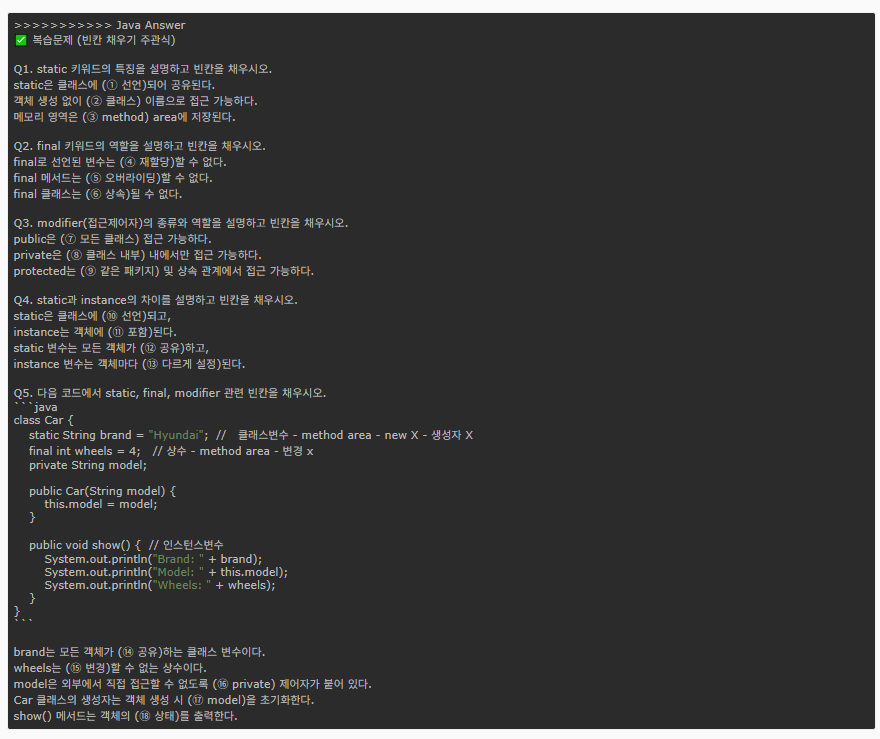 >>>>>>>>>>> Java Answer
✅ 복습문제 (빈칸 채우기 주관식)
Q1. static 키워드의 특징을 설명하고 빈칸을 채우시오.
static은 클래스에 (① 선언)되어 공유된다.
객체 생성 없이 (② 클래스) 이름으로 접근 가능하다.
메모리 영역은 (③ method) area에 저장된다.
Q2. final 키워드의 역할을 설명하고 빈칸을 채우시오.
final로 선언된 변수는 (④ 재할당)할 수 없다.
final 메서드는 (⑤ 오버라이딩)할 수 없다.
final 클래스는 (⑥ 상속)될 수 없다.
Q3. modifier(접근제어자)의 종류와 역할을 설명하고 빈칸을 채우시오.
public은 (⑦ 모든 클래스) 접근 가능하다.
private은 (⑧ 클래스 내부) 내에서만 접근 가능하다.
protected는 (⑨ 같은 패키지) 및 상속 관계에서 접근 가능하다.
Q4. static과 instance의 차이를 설명하고 빈칸을 채우시오.
static은 클래스에 (⑩ 선언)되고,
instance는 객체에 (⑪ 포함)된다.
static 변수는 모든 객체가 (⑫ 공유)하고,
instance 변수는 객체마다 (⑬ 다르게 설정)된다.
Q5. 다음 코드에서 static, final, modifier 관련 빈칸을 채우시오.
```java
class Car {
static String brand = "Hyundai"; // 클래스변수 - method area - new X - 생성자 X
final int wheels = 4; // 상수 - method area - 변경 x
private String model;
public Car(String model) {
this.model = model;
}
public void show() { // 인스턴스변수
System.out.println("Brand: " + brand);
System.out.println("Model: " + this.model);
System.out.println("Wheels: " + wheels);
}
}
```
brand는 모든 객체가 (⑭ 공유)하는 클래스 변수이다.
wheels는 (⑮ 변경)할 수 없는 상수이다.
model은 외부에서 직접 접근할 수 없도록 (⑯ private) 제어자가 붙어 있다.
Car 클래스의 생성자는 객체 생성 시 (⑰ model)을 초기화한다.
show() 메서드는 객체의 (⑱ 상태)를 출력한다.